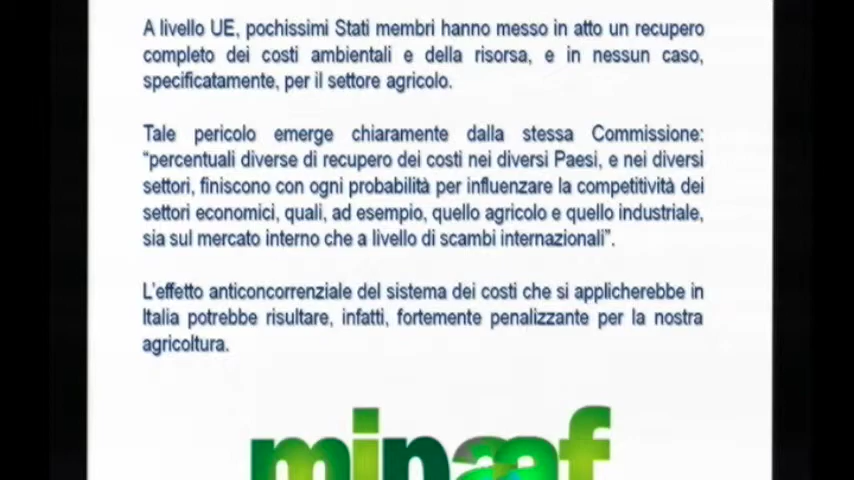 A livello UE, pochissimi Stati membri hanno messo in atto un recupero
completo dei costi ambientali e della risorsa, e in nessun caso,
specificatamente, per il settore agricolo.
Tale pericolo emerge chiaramente dalla stessa Commissione:
“percentuali diverse di recupero dei costi nei diversi Paesi, e nei diversi
settori, finiscono con ogni probabilità per influenzare la competitività dei
settori economici, quali, ad esempio, quello agricolo e quello industriale,
sia sul mercato interno che a livello di scambi internazionali”.
L’effetto anticoncorrenziale del sistema dei costi che si applicherebbe in
Italia potrebbe risultare, infatti, fortemente penalizzante per la nostra
agricoltura.
mipaaf